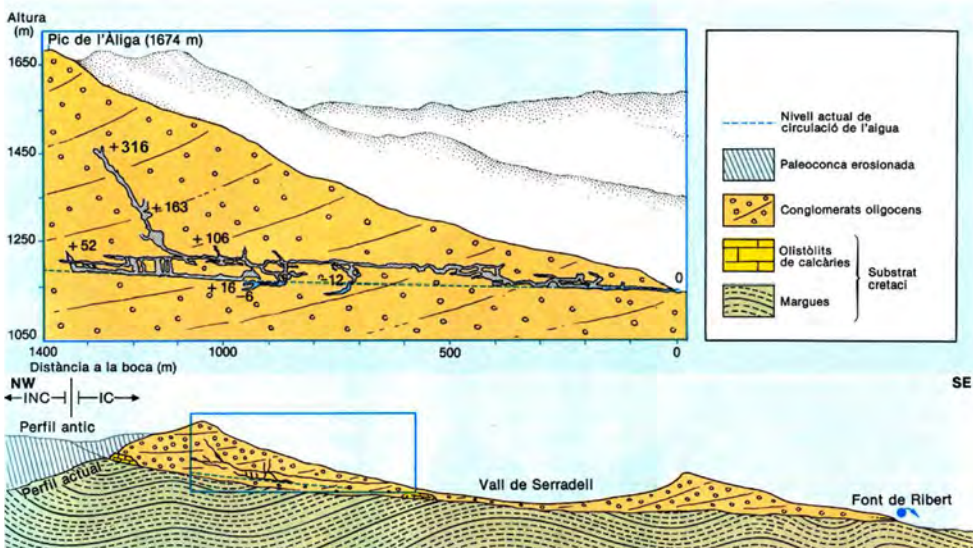 Altura
(m)
Pic de l'Àliga (1674 m)
1650
1450
1250
1050
+ 316
+ 163
+ 52
+ 106
+ 16
-6
-12
0
1400
1000
500
0
Distància a la boca (m)
Nivell actual de
circulació de l'aigua
Paleoconca erosionada
Conglomerats oligocens
Olistòlits
de calcàries
Margues
Substrat
cretaci
NW
SE
INC
IC
Perfil antic
Perfil actual
Vall de Serradell
Font de Ribert